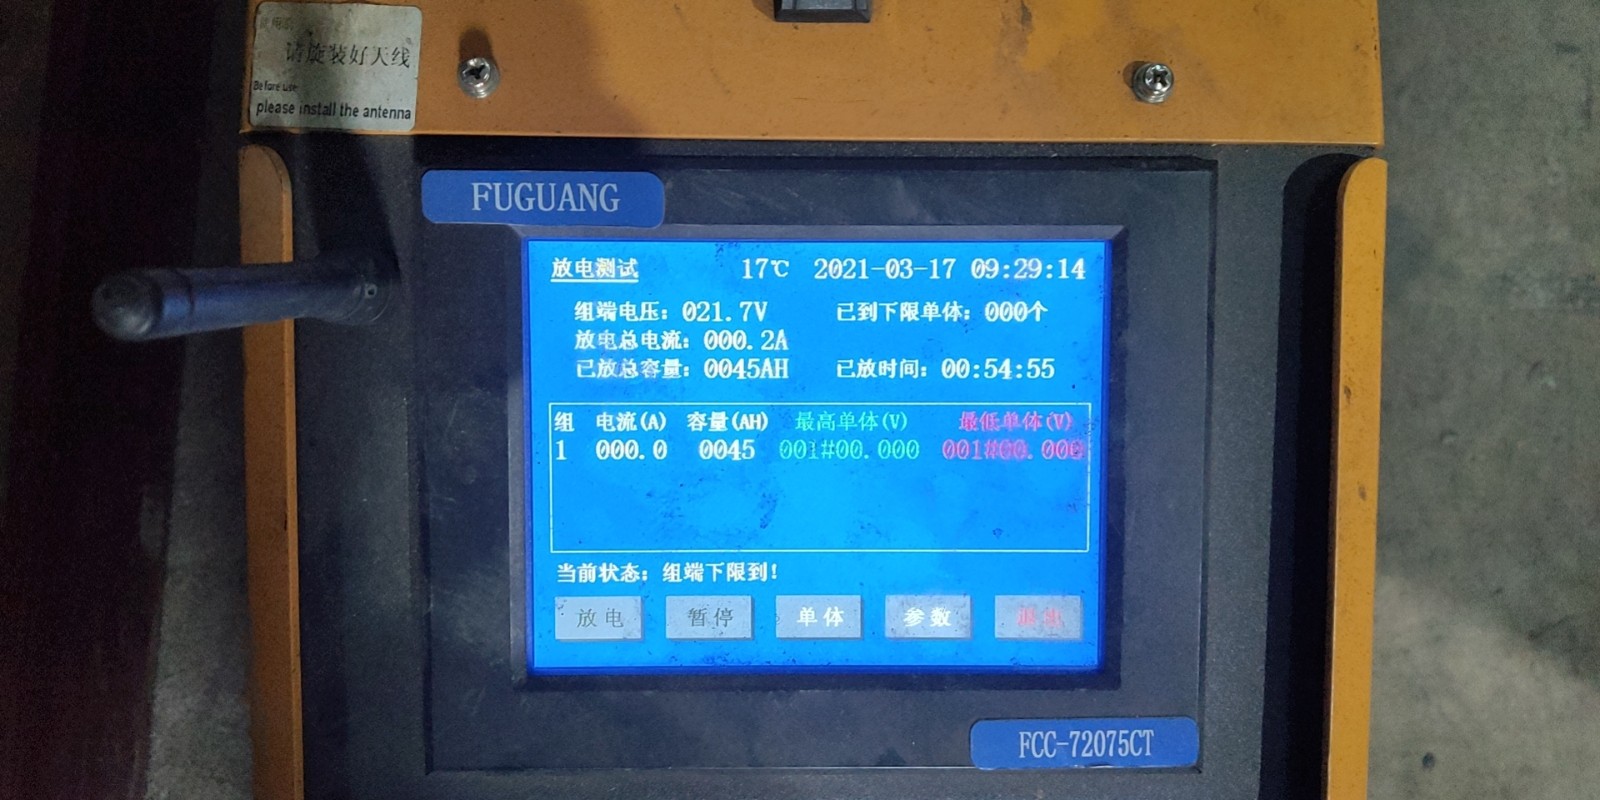 请旋装好天线
Before use
please install the antenna
FUGUANG
放电测试 17℃ 2021-03-17 09:29:14
组端电压: 021.7V 已到下限单体: 000个
放电总电流: 000.2A
已放总容量: 0045AH 已放时间: 00:54:55
组 电流(A) 容量(AH) 最高单体(V) 最低单体(V)
1 000.0 0045 001#00.000 001#00.000
当前状态: 组端下限到!
放电 暂停 单体 参数 退出
FCC-72075CT